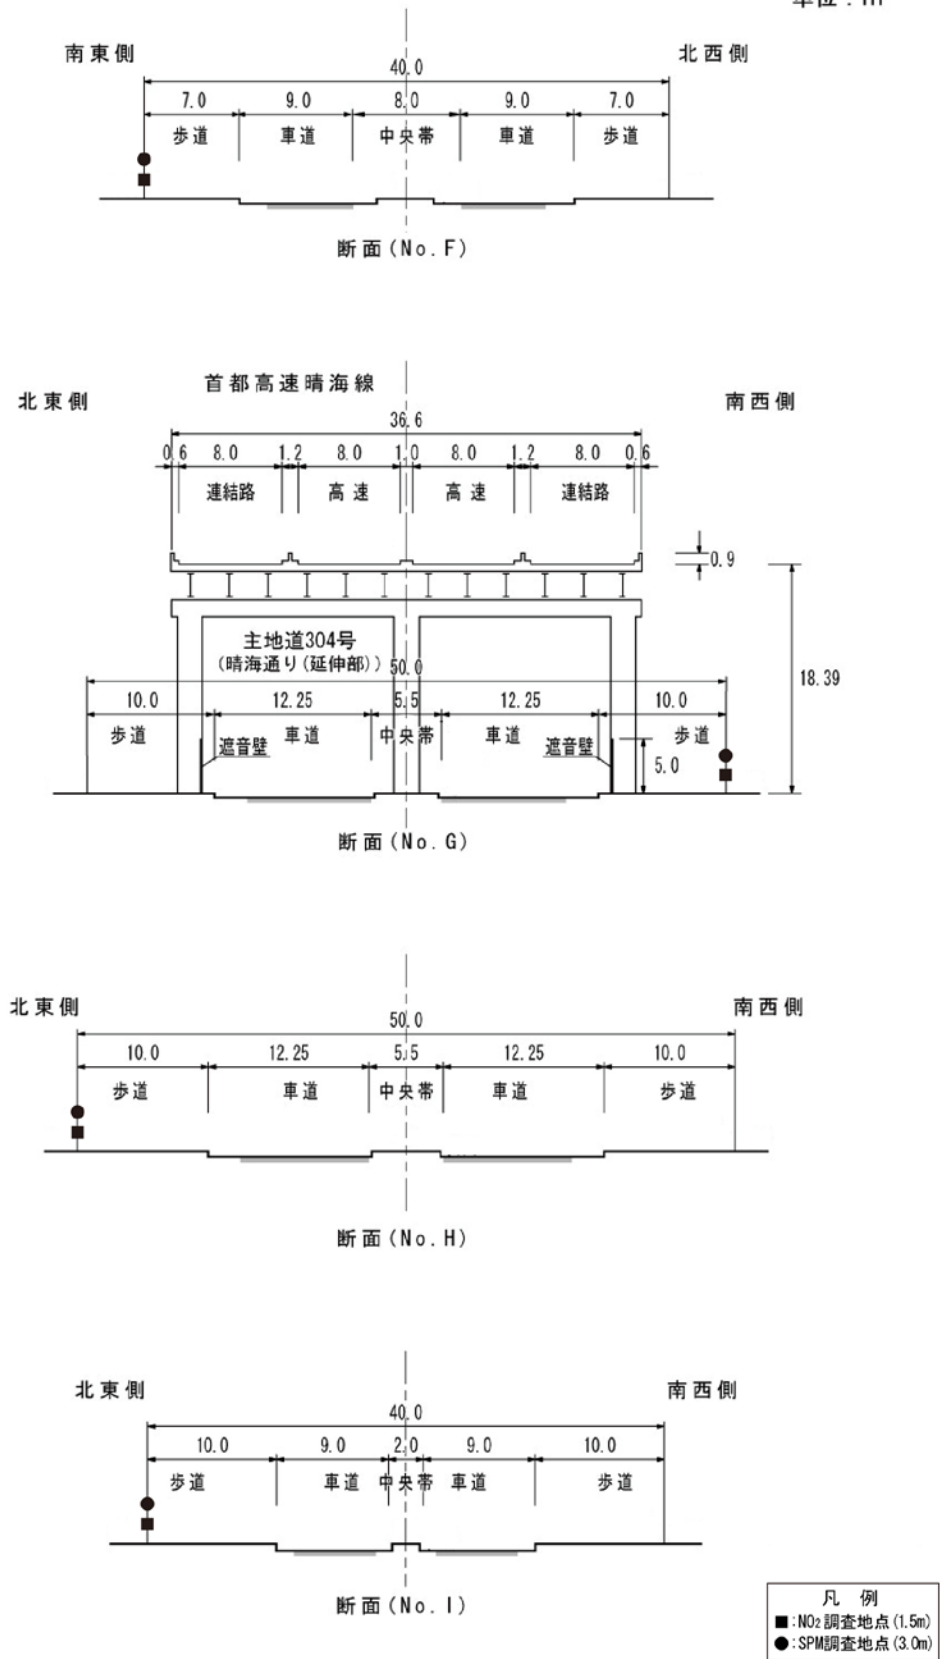 単位：m
南東側
北西側
40.0
7.0 9.0 8.0 9.0 7.0
歩道 車道 中央帯 車道 歩道
断面(No.F)
首都高速晴海線
北東側
南西側
36.6
0.6 8.0 1.2 8.0 1.0 8.0 1.2 8.0 0.6
連結路 高速 高速 連結路
0.9
主地道304号
(晴海通り(延伸部))
50.0
18.39
10.0 12.25 5.5 12.25 10.0
歩道 車道 中央帯 車道 歩道
遮音壁 遮音壁
5.0
断面(No.G)
北東側
南西側
50.0
10.0 12.25 5.5 12.25 10.0
歩道 車道 中央帯 車道 歩道
断面(No.H)
北東側
南西側
40.0
10.0 9.0 2.0 9.0 10.0
歩道 車道 中央帯 車道 歩道
断面(No.I)
凡 例
■:NO₂調査地点(1.5m)
●:SPM調査地点(3.0m)